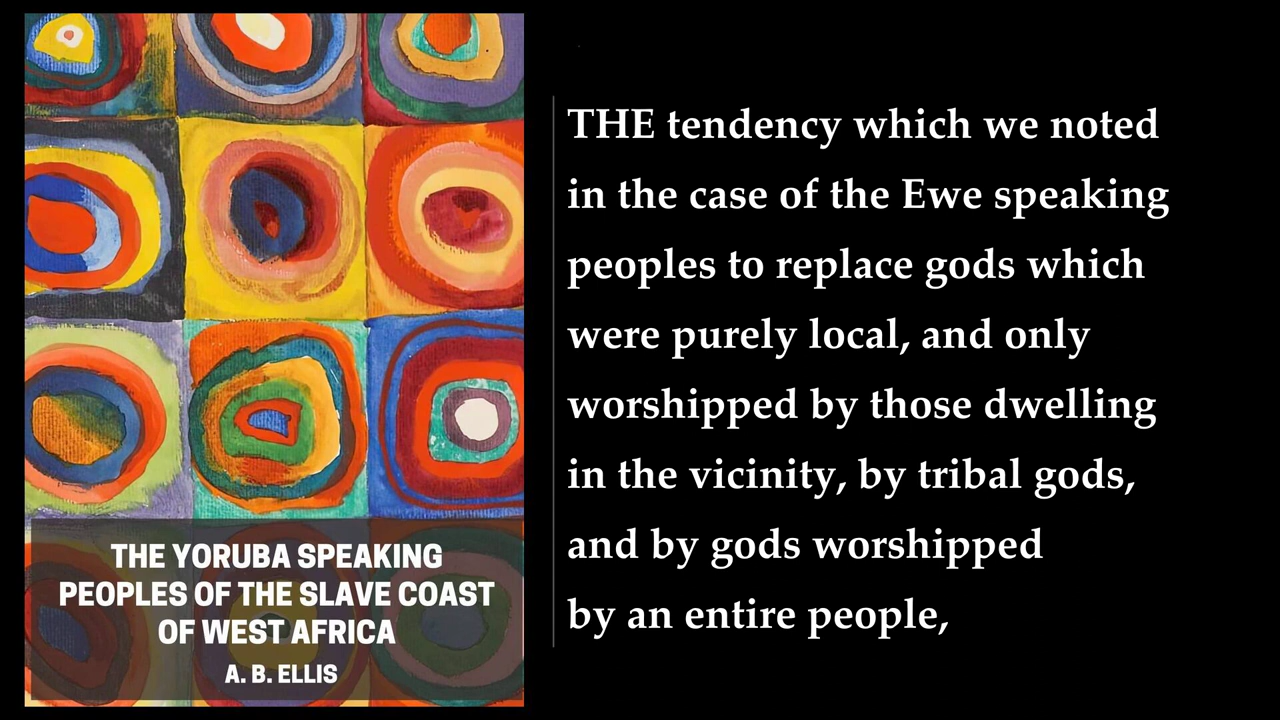 THE YORUBA SPEAKING
PEOPLES OF THE SLAVE COAST
OF WEST AFRICA
A. B. ELLIS
THE tendency which we noted
in the case of the Ewe speaking
peoples to replace gods which
were purely local, and only
worshipped by those dwelling
in the vicinity, by tribal gods,
and by gods worshipped
by an entire people,